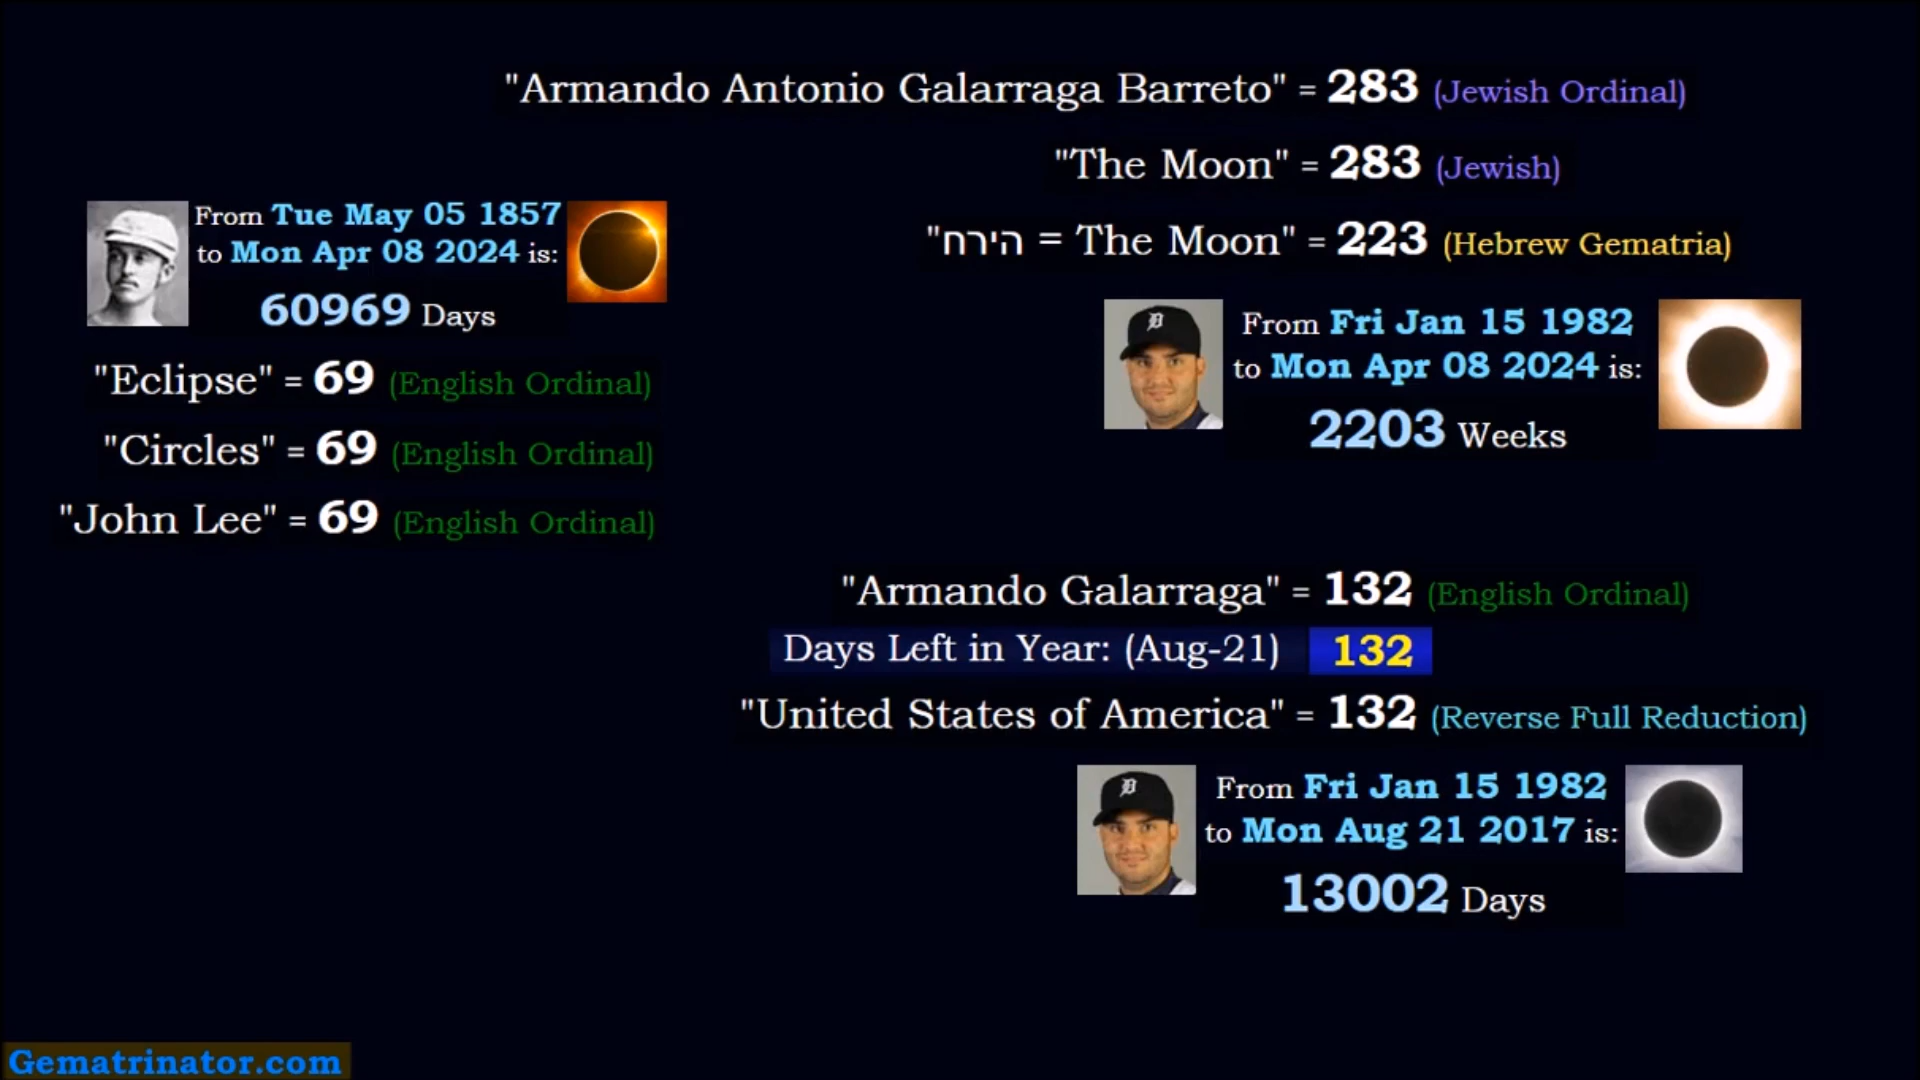 "Armando Antonio Galarraga Barreto" = 283 (Jewish Ordinal)
"The Moon" = 283 (Jewish)
"הירח = The Moon" = 223 (Hebrew Gematria)
From Tue May 05 1857
to Mon Apr 08 2024 is:
60969 Days
"Eclipse" = 69 (English Ordinal)
"Circles" = 69 (English Ordinal)
"John Lee" = 69 (English Ordinal)
From Fri Jan 15 1982
to Mon Apr 08 2024 is:
2203 Weeks
"Armando Galarraga" = 132 (English Ordinal)
Days Left in Year: (Aug-21) 132
"United States of America" = 132 (Reverse Full Reduction)
From Fri Jan 15 1982
to Mon Aug 21 2017 is:
13002 Days
Gematrinator.com